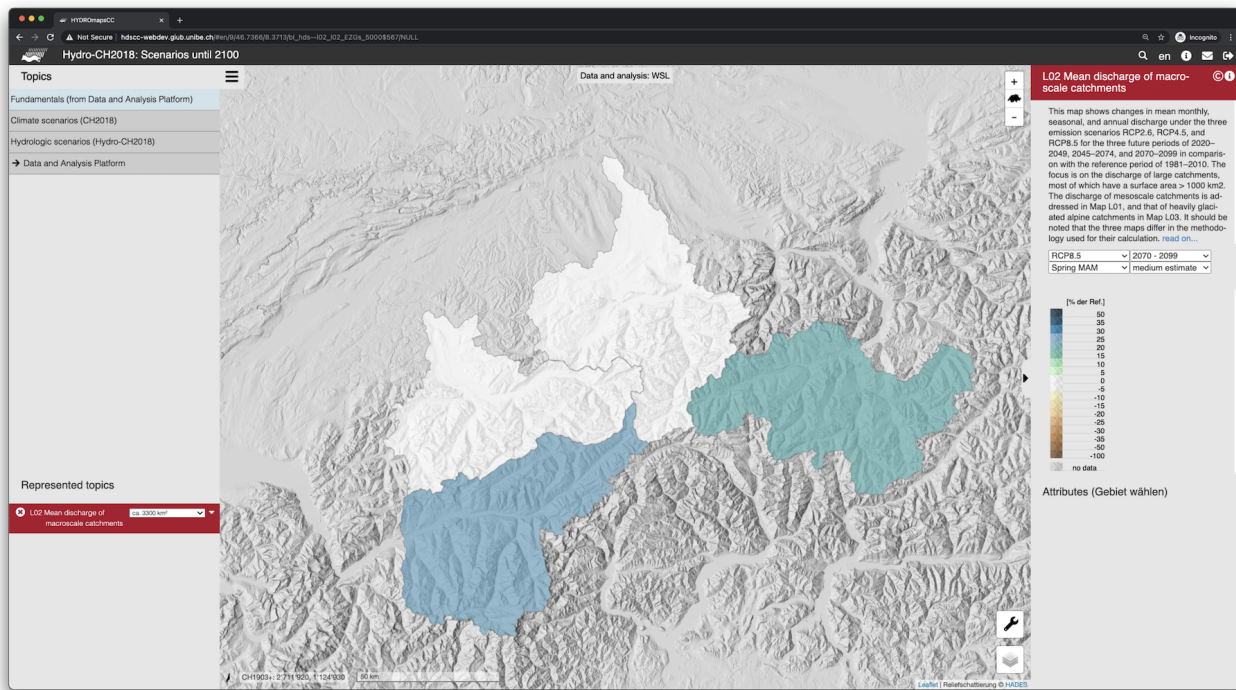 HYDROmapsCC
Not Secure | hdscc-webdev.giub.unibe.ch/#en/9/46.7366/8.3713/bl_hds--l02_l02_EZGs_5000$567/NULL
Incognito
Hydro-CH2018: Scenarios until 2100
en
Topics
Fundamentals (from Data and Analysis Platform)
Climate scenarios (CH2018)
Hydrologic scenarios (Hydro-CH2018)
→ Data and Analysis Platform
Represented topics
L02 Mean discharge of
macroscale catchments
ca. 3300 km²
Data and analysis: WSL
+
-
CH1903+: 2'711'920, 1'124'930
50 km
Leaflet | Reliefschattierung © HADES
L02 Mean discharge of macro-
scale catchments
This map shows changes in mean monthly,
seasonal, and annual discharge under the three
emission scenarios RCP2.6, RCP4.5, and
RCP8.5 for the three future periods of 2020–
2049, 2045–2074, and 2070–2099 in comparis-
on with the reference period of 1981–2010. The
focus is on the discharge of large catchments,
most of which have a surface area > 1000 km2.
The discharge of mesoscale catchments is ad-
dressed in Map L01, and that of heavily glaci-
ated alpine catchments in Map L03. It should be
noted that the three maps differ in the methodo-
logy used for their calculation. read on...
RCP8.5 2070 - 2099
Spring MAM medium estimate
[% der Ref.]
50
35
30
25
20
15
10
5
0
-5
-10
-15
-20
-25
-30
-35
-50
-100
no data
Attributes (Gebiet wählen)